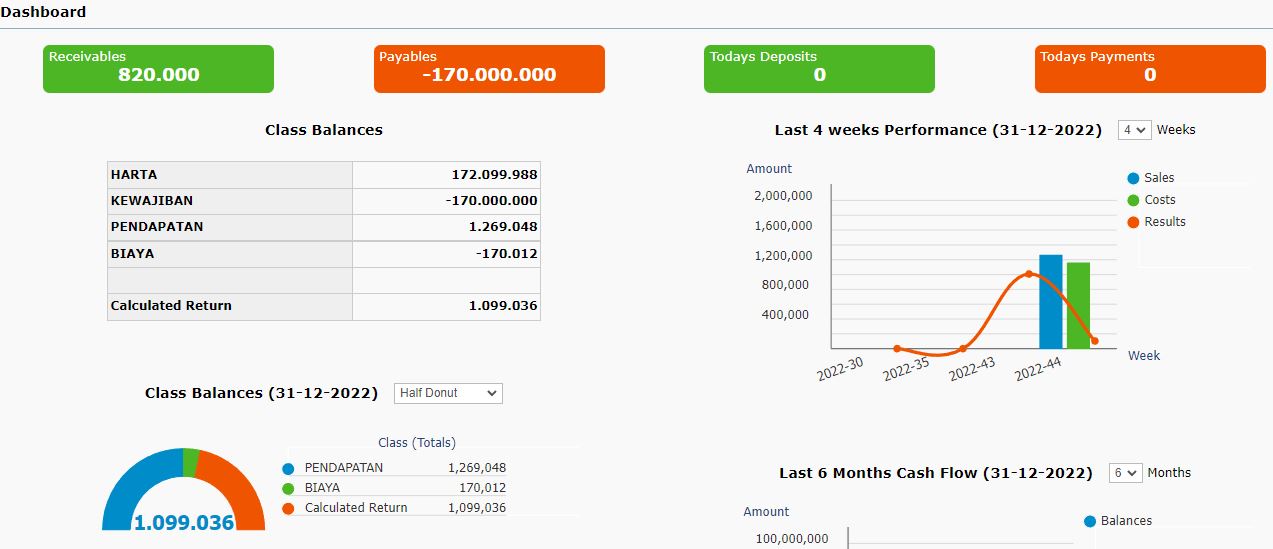 Dashboard
Receivables
820.000
Payables
-170.000.000
Todays Deposits
0
Todays Payments
0
Class Balances
HARTA 172.099.988
KEWAJIBAN -170.000.000
PENDAPATAN 1.269.048
BIAYA -170.012
Calculated Return 1.099.036
Last 4 weeks Performance (31-12-2022) 4 Weeks
Amount
2,000,000
1,600,000
1,200,000
800,000
400,000
2022-30
2022-35
2022-43
2022-44
Week
Sales
Costs
Results
Class Balances (31-12-2022) Half Donut
Class (Totals)
PENDAPATAN 1,269,048
BIAYA 170,012
Calculated Return 1,099,036
1.099.036
Last 6 Months Cash Flow (31-12-2022) 6 Months
Amount
100,000,000
Balances